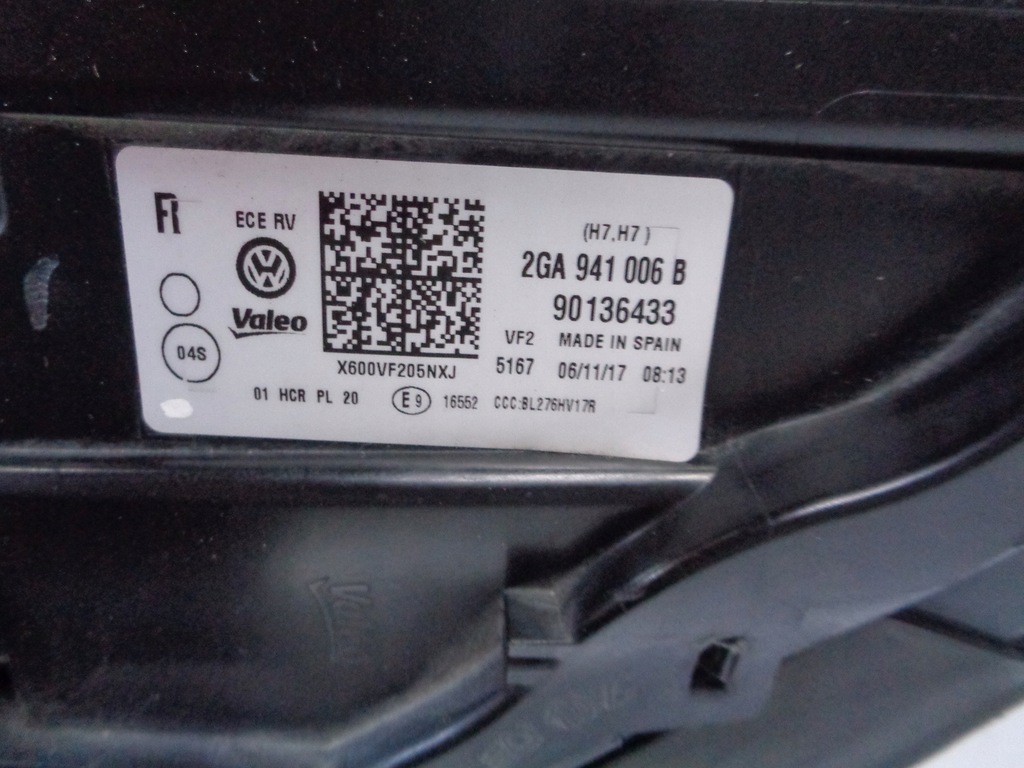 ECE RV
Valeo
04S
X600VF205NXJ
(H7,H7)
2GA 941 006 B
90136433
VF2 MADE IN SPAIN
5167 06/11/17 08:13
01 HCR PL 20 E9 16552 CCC:BL276HV17R
Valeo